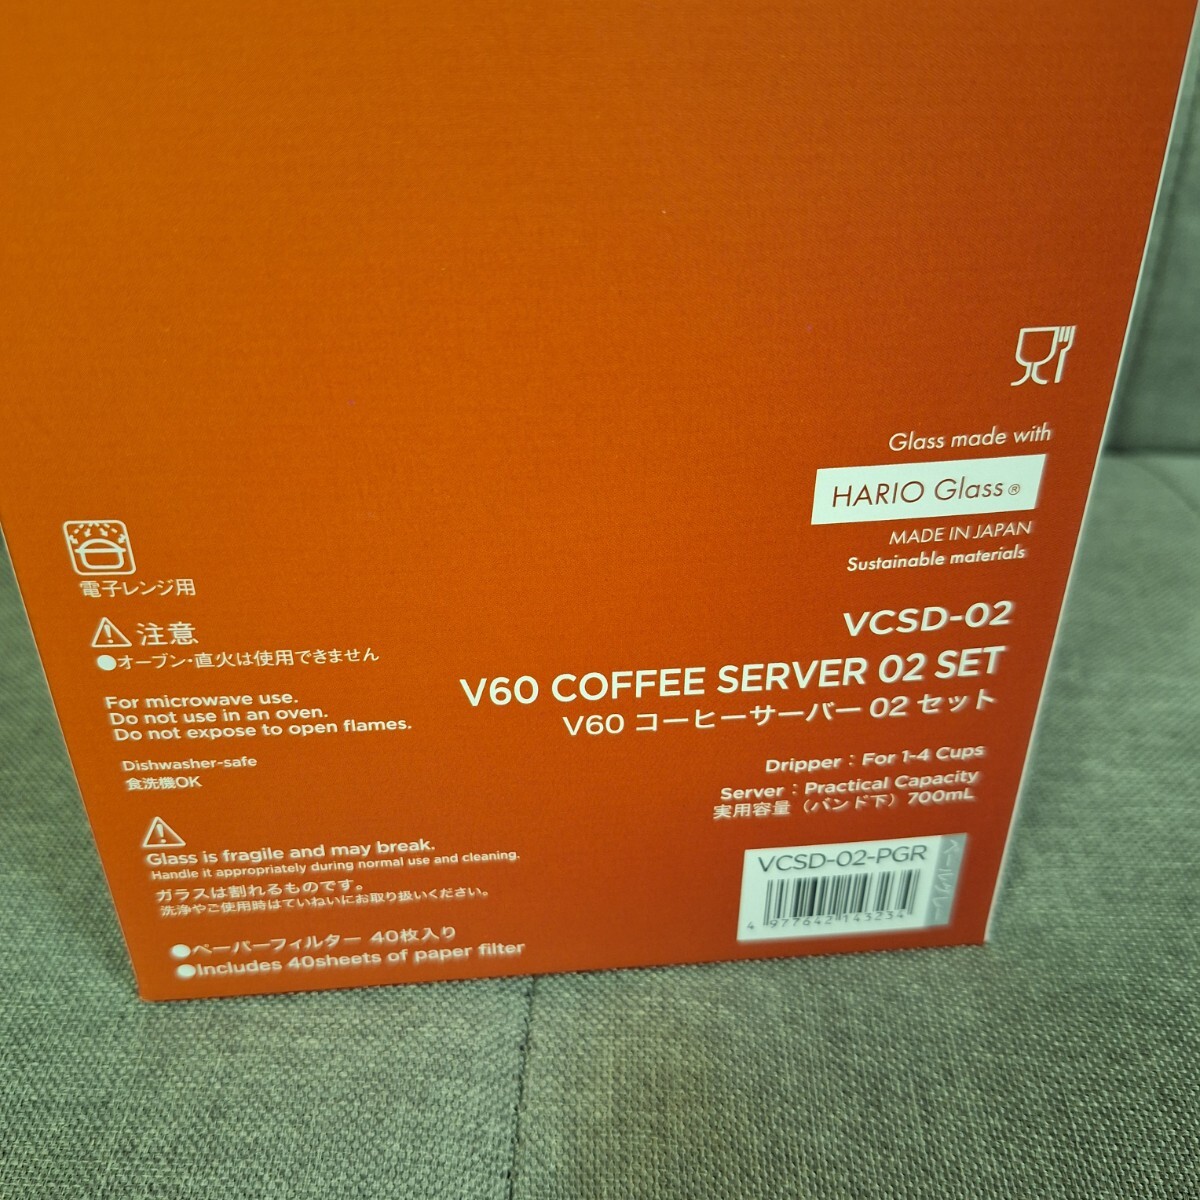 Glass made with
HARIO Glass®
MADE IN JAPAN
Sustainable materials
電子レンジ用
注意
●オーブン・直火は使用できません
For microwave use.
Do not use in an oven.
Do not expose to open flames.
Dishwasher-safe
食洗機OK
Glass is fragile and may break.
Handle it appropriately during normal use and cleaning.
ガラスは割れるものです。
洗浄やご使用時はていねいにお取り扱いください。
●ペーパーフィルター 40枚入り
●Includes 40sheets of paper filter
VCSD-02
V60 COFFEE SERVER 02 SET
V60 コーヒーサーバー 02 セット
Dripper : For 1-4 Cups
Server : Practical Capacity
実用容量（バンド下）700mL
VCSD-02-PGR
4 977642 143234